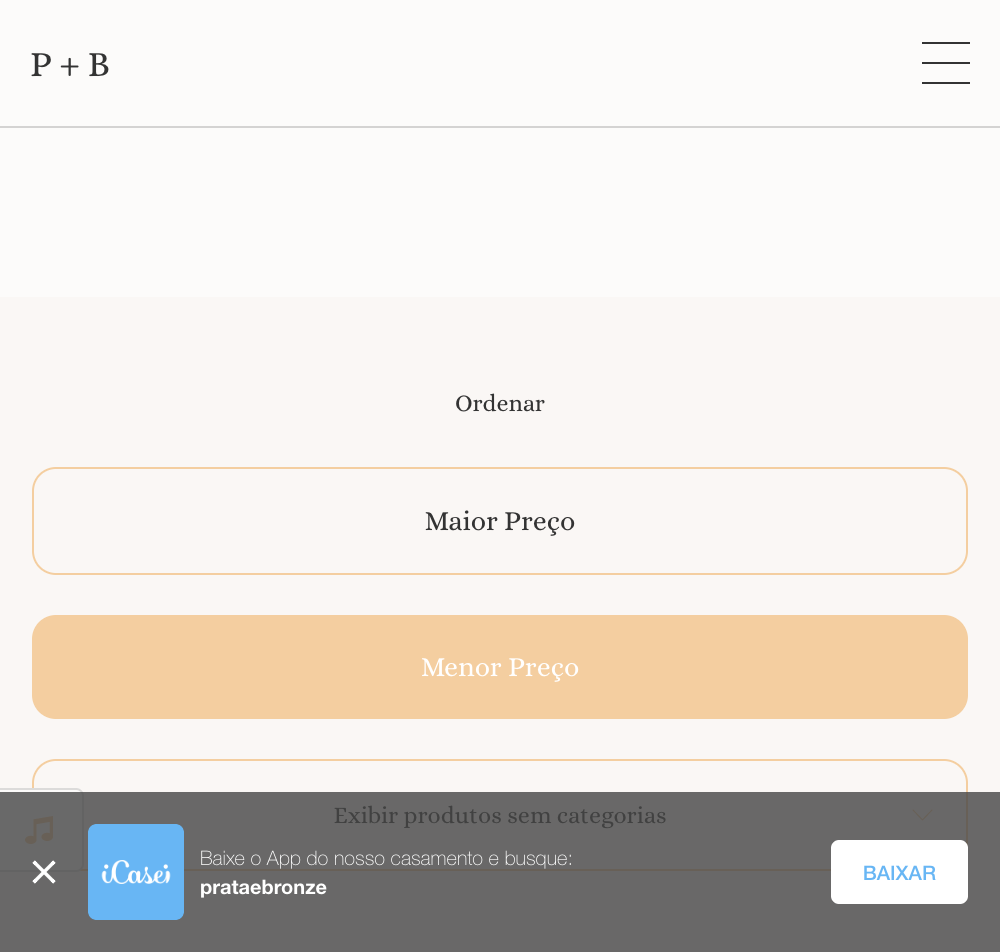 P + B
Ordenar
Maior Preço
Menor Preço
Exibir produtos sem categorias
iCasei
Baixe o App do nosso casamento e busque:
prataebronze
BAIXAR